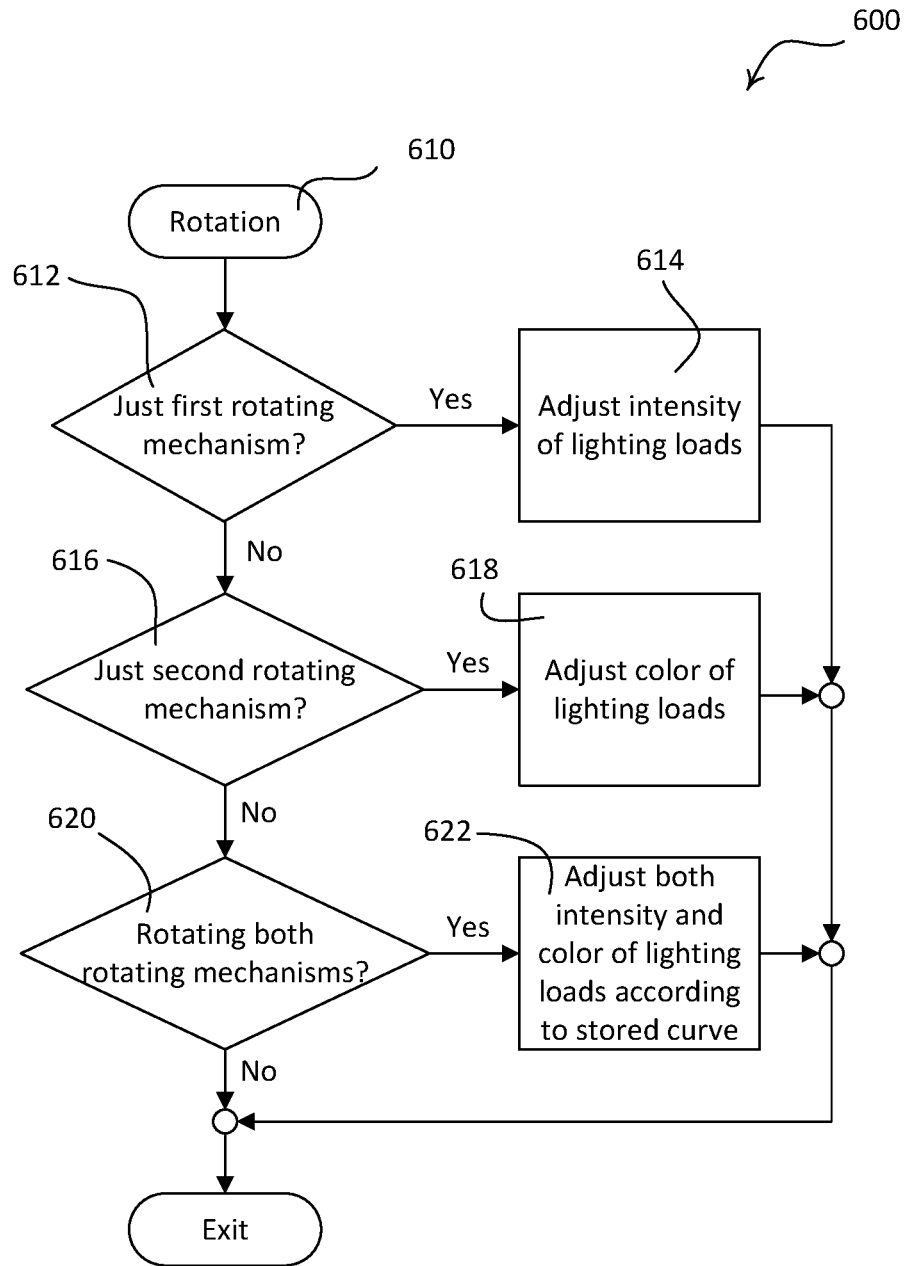 600
610
Rotation
612
Just first rotating
mechanism?
Yes
614
Adjust intensity
of lighting loads
No
616
Just second rotating
mechanism?
Yes
618
Adjust color of
lighting loads
No
620
Rotating both
rotating mechanisms?
Yes
622
Adjust both
intensity and
color of lighting
loads according
to stored curve
No
Exit